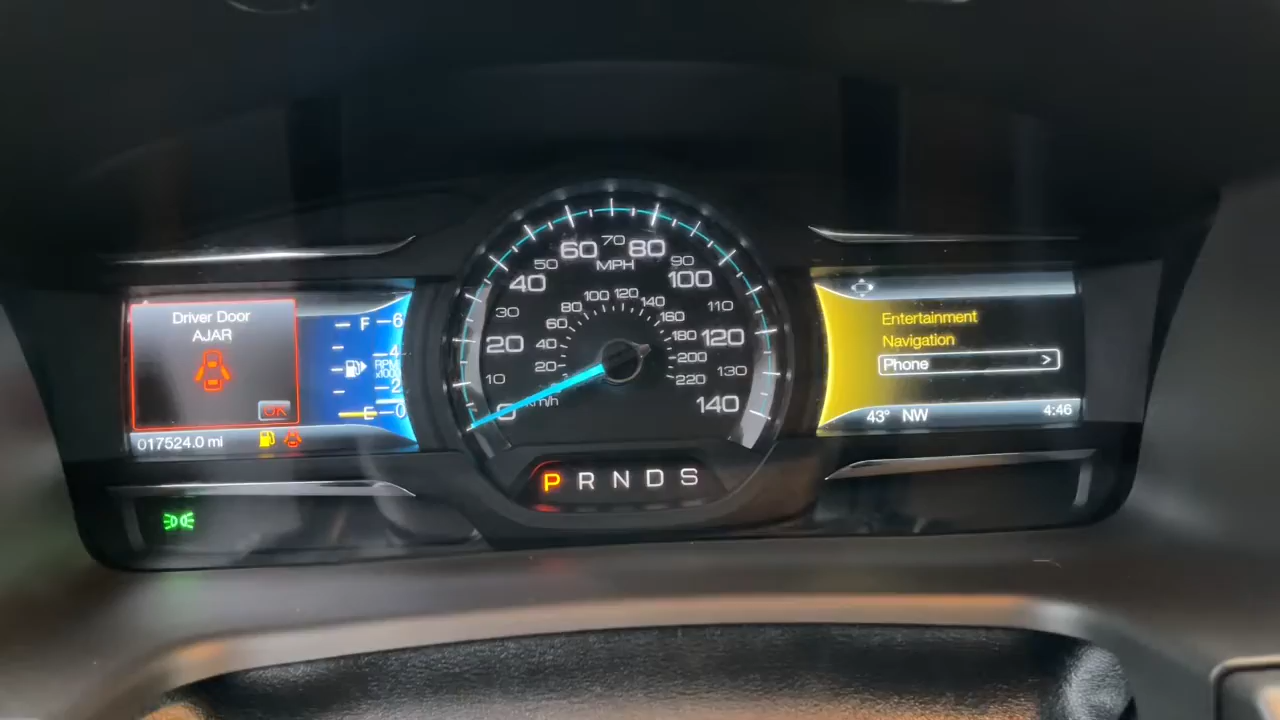 Driver Door
AJAR
OK
017524.0 mi
F
E
6
4
RPM
x1000
2
0
0
10
20
30
40
50
60
70
80
90
100
110
120
130
140
MPH
20
40
60
80
100
120
140
160
180
200
220
km/h
P R N D S
Entertainment
Navigation
Phone >
43° NW
4:46